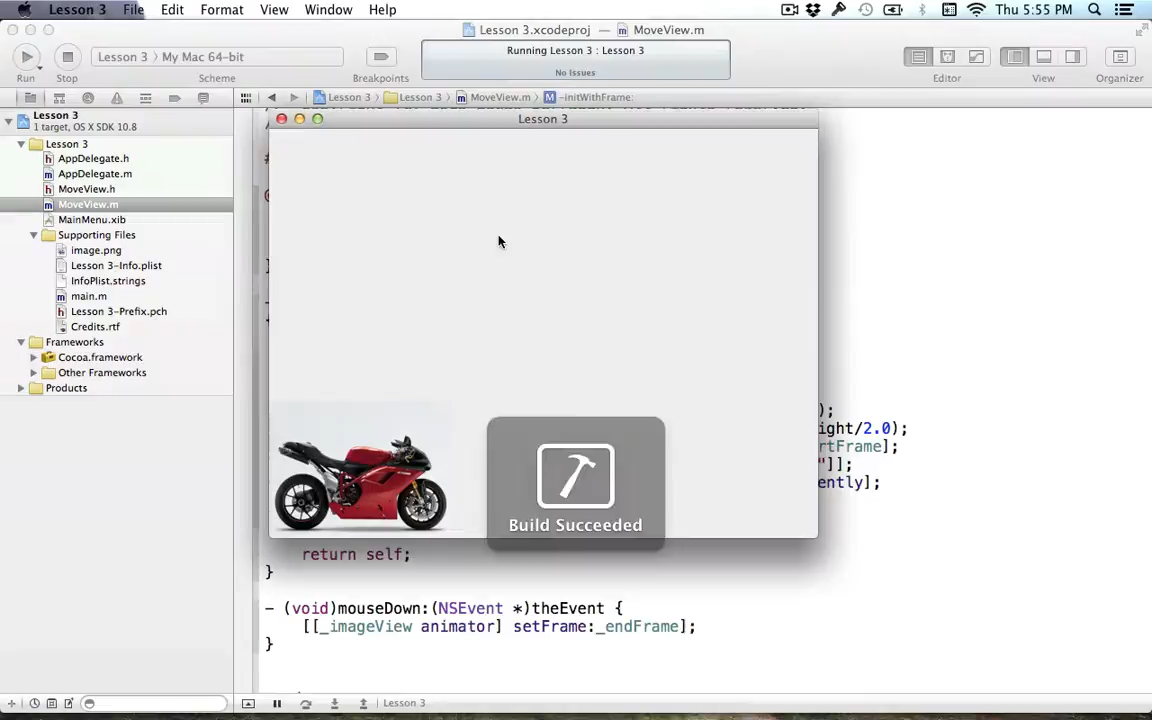 Lesson 3 File Edit Format View Window Help Thu 5:55 PM
Lesson 3.xcodeproj — MoveView.m
Running Lesson 3 : Lesson 3
No Issues
Lesson 3 〉 My Mac 64-bit
Run Stop Scheme Breakpoints Editor View Organizer
Lesson 3 Lesson 3 MoveView.m -initWithFrame:
Lesson 3
1 target, OS X SDK 10.8
Lesson 3
AppDelegate.h
AppDelegate.m
MoveView.h
MoveView.m
MainMenu.xib
Supporting Files
image.png
Lesson 3-Info.plist
InfoPlist.strings
main.m
Lesson 3-Prefix.pch
Credits.rtf
Frameworks
Cocoa.framework
Other Frameworks
Products
Lesson 3
);
ight/2.0);
rtFrame];
"]];
ently];
Build Succeeded
return self;
}
- (void)mouseDown:(NSEvent *)theEvent {
[[_imageView animator] setFrame:_endFrame];
}
Lesson 3